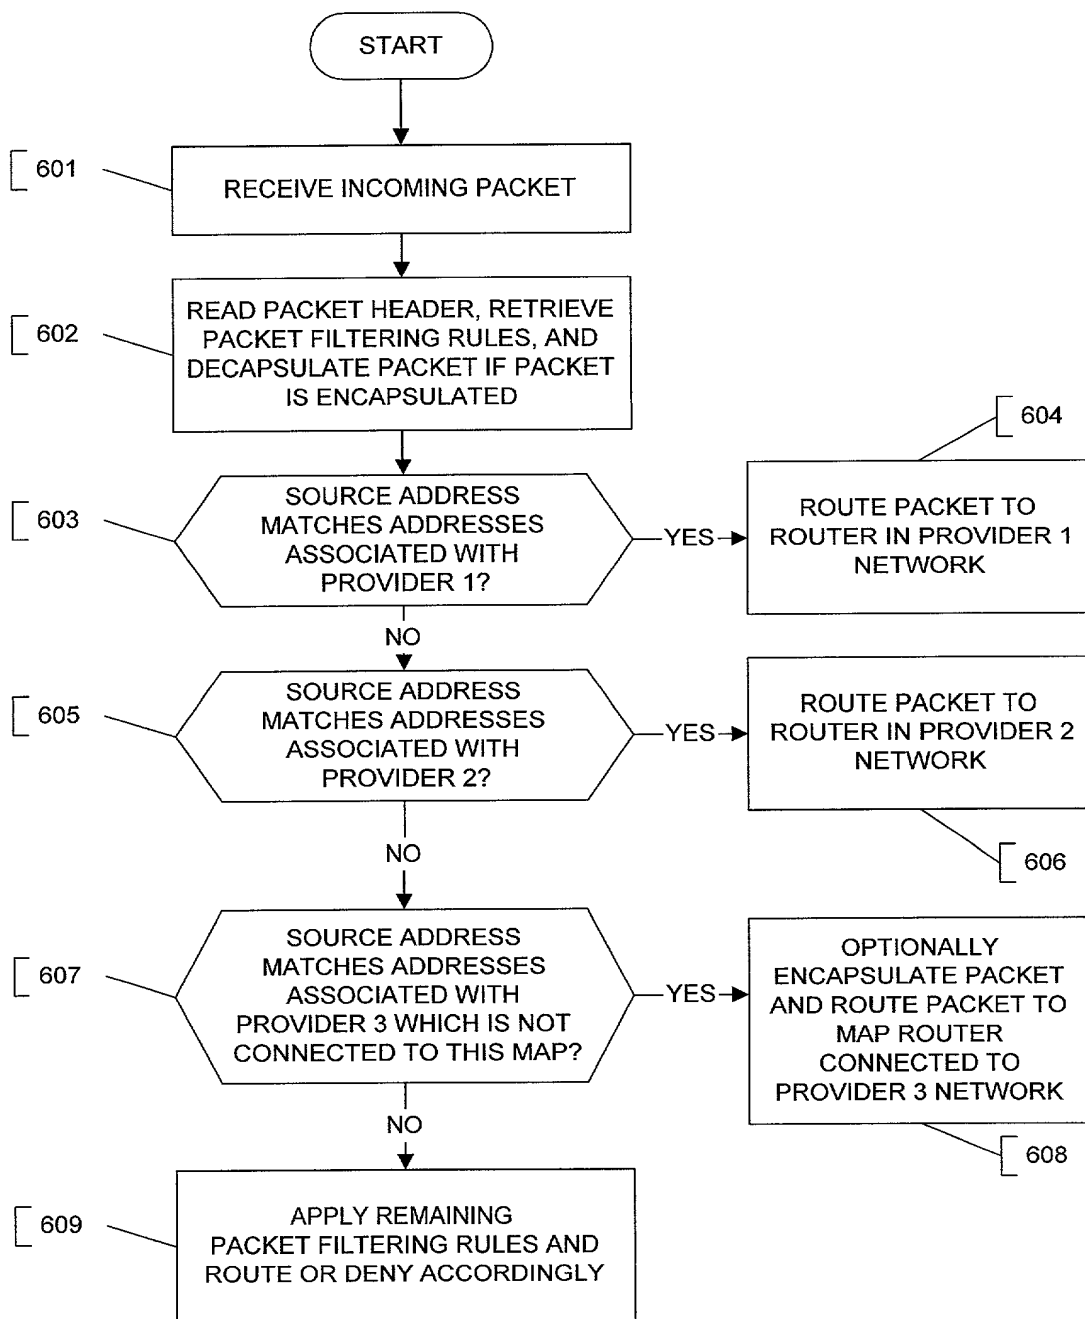 START
601
RECEIVE INCOMING PACKET
602
READ PACKET HEADER, RETRIEVE
PACKET FILTERING RULES, AND
DECAPSULATE PACKET IF PACKET
IS ENCAPSULATED
603
SOURCE ADDRESS
MATCHES ADDRESSES
ASSOCIATED WITH
PROVIDER 1?
YES
604
ROUTE PACKET TO
ROUTER IN PROVIDER 1
NETWORK
NO
605
SOURCE ADDRESS
MATCHES ADDRESSES
ASSOCIATED WITH
PROVIDER 2?
YES
ROUTE PACKET TO
ROUTER IN PROVIDER 2
NETWORK
606
NO
607
SOURCE ADDRESS
MATCHES ADDRESSES
ASSOCIATED WITH
PROVIDER 3 WHICH IS NOT
CONNECTED TO THIS MAP?
YES
OPTIONALLY
ENCAPSULATE PACKET
AND ROUTE PACKET TO
MAP ROUTER
CONNECTED TO
PROVIDER 3 NETWORK
608
NO
609
APPLY REMAINING
PACKET FILTERING RULES AND
ROUTE OR DENY ACCORDINGLY